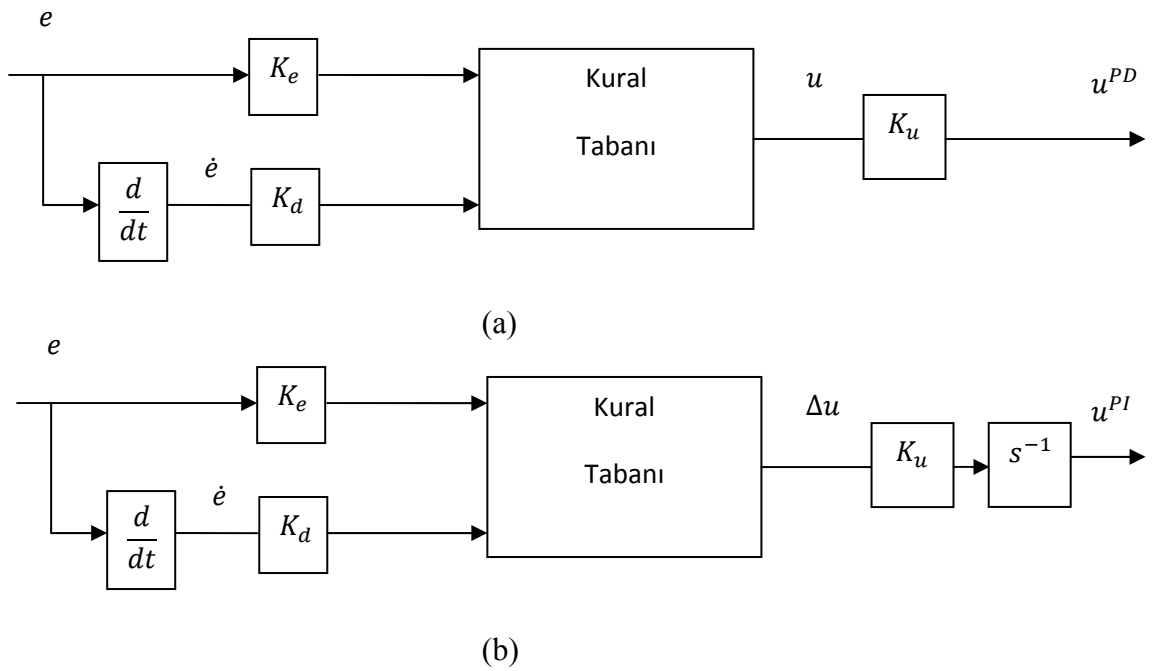 e
K_e
Kural
Tabanı
u
K_u
u^{PD}
d/dt
ė
K_d
(a)
e
K_e
Kural
Tabanı
Δu
K_u
s^{-1}
u^{PI}
d/dt
ė
K_d
(b)